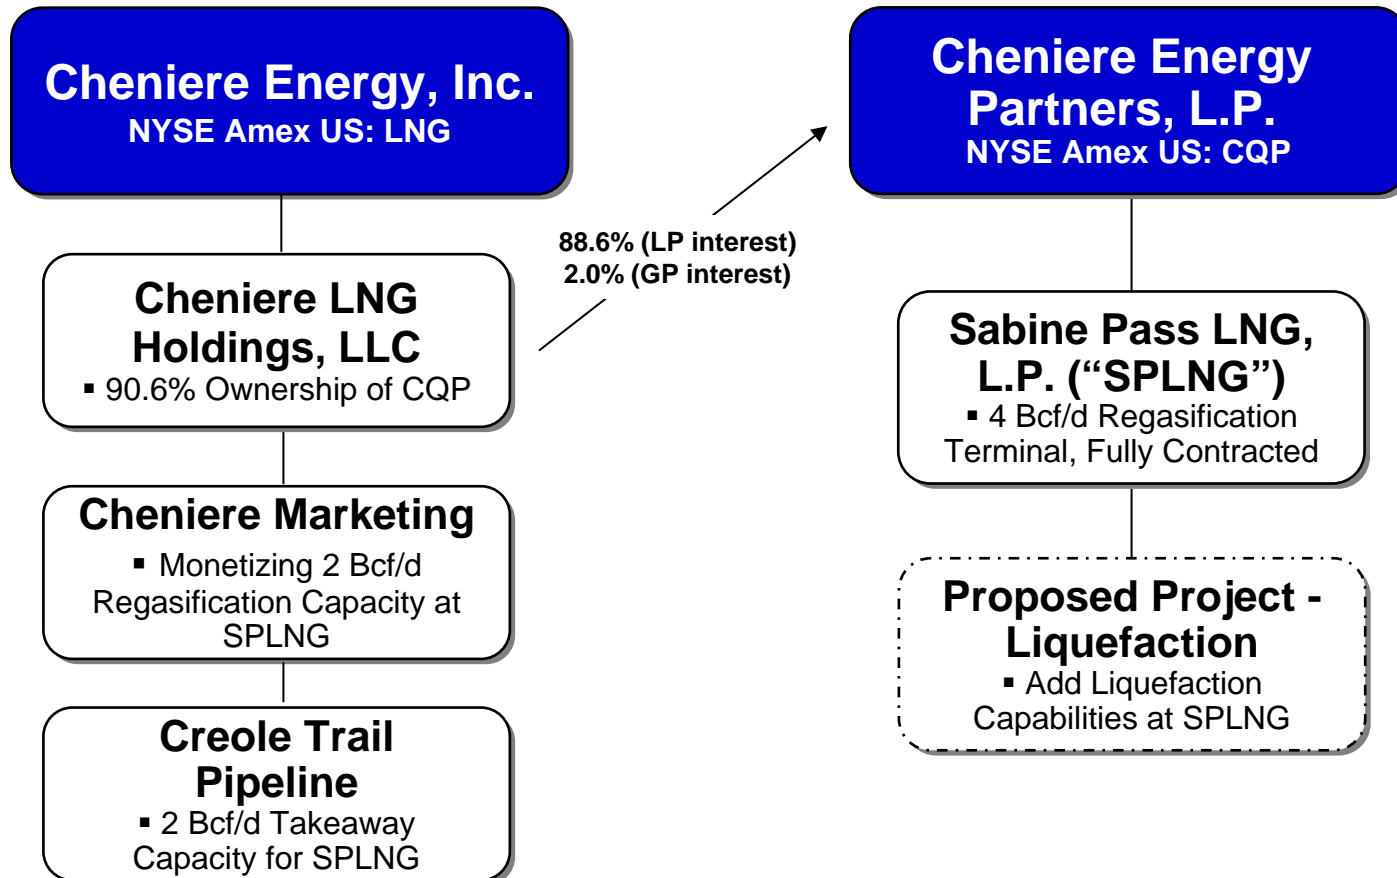 Cheniere Energy, Inc.
NYSE Amex US: LNG
Cheniere LNG
Holdings, LLC
▪ 90.6% Ownership of CQP
Cheniere Marketing
▪ Monetizing 2 Bcf/d
Regasification Capacity at
SPLNG
Creole Trail
Pipeline
▪ 2 Bcf/d Takeaway
Capacity for SPLNG
88.6% (LP interest)
2.0% (GP interest)
Cheniere Energy
Partners, L.P.
NYSE Amex US: CQP
Sabine Pass LNG,
L.P. (“SPLNG”)
▪ 4 Bcf/d Regasification
Terminal, Fully Contracted
Proposed Project -
Liquefaction
▪ Add Liquefaction
Capabilities at SPLNG